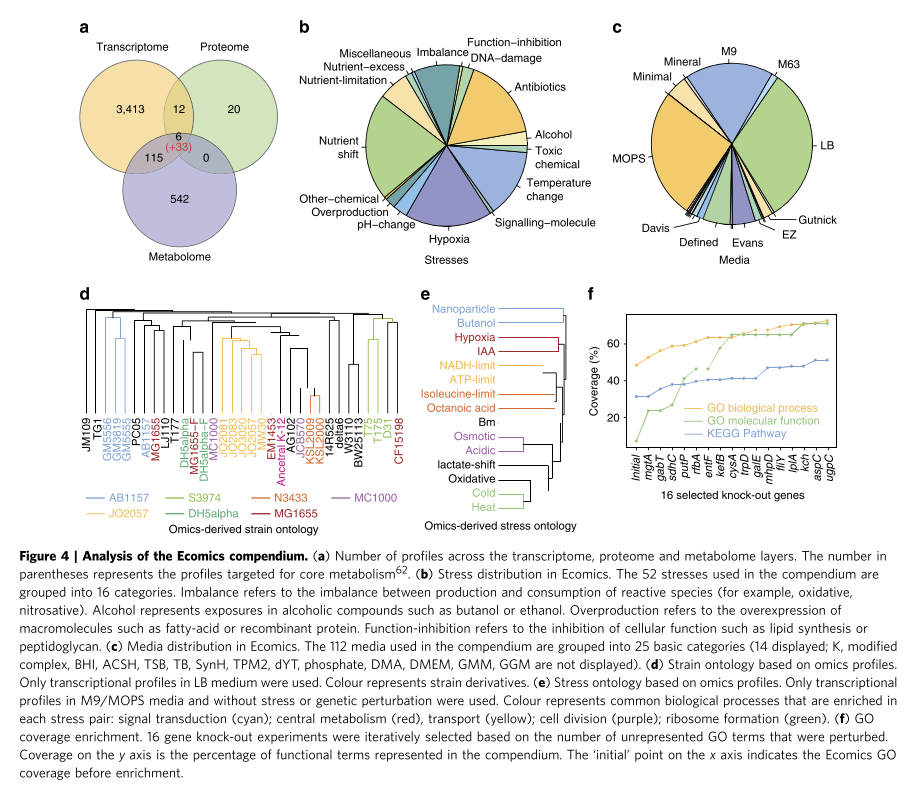 a
Transcriptome
Proteome
3,413
12
20
6
(+33)
115
0
542
Metabolome
b
Function–inhibition
Miscellaneous
Imbalance
DNA–damage
Nutrient–excess
Nutrient–limitation
Antibiotics
Alcohol
Nutrient
shift
Toxic
chemical
Temperature
change
Other–chemical
Overproduction
pH–change
Signalling–molecule
Hypoxia
Stresses
c
M9
Mineral
M63
Minimal
MOPS
LB
Davis
Gutnick
EZ
Defined
Evans
Media
d
JM109
TG1
GM5556
GM5819
GM5555
PC05
AB1157
MG1655
LJ110
T177
DH5alpha
MG1655–F
DH5alpha–F
MC1000
JO2081
JO2083
JO3020
JO2057
MW30
EM1453
Ancestral K–12
AG102
JCB570
KSL2009
KSL2000
14R525
delta6
W3110
BW25113
T75
T175
D31
CF15198
AB1157
S3974
N3433
MC1000
JO2057
DH5alpha
MG1655
Omics-derived strain ontology
e
Nanoparticle
Butanol
Hypoxia
IAA
NADH-limit
ATP-limit
Isoleucine-limit
Octanoic acid
Bm
Osmotic
Acidic
lactate-shift
Oxidative
Cold
Heat
Omics-derived stress ontology
f
Coverage (%)
60
40
20
GO biological process
GO molecular function
KEGG Pathway
Initial
mgtA
gabT
sdhC
putP
rlbA
entF
kefB
cysA
trpD
galE
mhpD
fliY
lplA
kch
aspC
ugpC
16 selected knock-out genes
Figure 4 | Analysis of the Ecomics compendium. (a) Number of profiles across the transcriptome, proteome and metabolome layers. The number in
parentheses represents the profiles targeted for core metabolism62. (b) Stress distribution in Ecomics. The 52 stresses used in the compendium are
grouped into 16 categories. Imbalance refers to the imbalance between production and consumption of reactive species (for example, oxidative,
nitrosative). Alcohol represents exposures in alcoholic compounds such as butanol or ethanol. Overproduction refers to the overexpression of
macromolecules such as fatty-acid or recombinant protein. Function-inhibition refers to the inhibition of cellular function such as lipid synthesis or
peptidoglycan. (c) Media distribution in Ecomics. The 112 media used in the compendium are grouped into 25 basic categories (14 displayed; K, modified
complex, BHI, ACSH, TSB, TB, SynH, TPM2, dYT, phosphate, DMA, DMEM, GMM, GGM are not displayed). (d) Strain ontology based on omics profiles.
Only transcriptional profiles in LB medium were used. Colour represents strain derivatives. (e) Stress ontology based on omics profiles. Only transcriptional
profiles in M9/MOPS media and without stress or genetic perturbation were used. Colour represents common biological processes that are enriched in
each stress pair: signal transduction (cyan); central metabolism (red), transport (yellow); cell division (purple); ribosome formation (green). (f) GO
coverage enrichment. 16 gene knock-out experiments were iteratively selected based on the number of unrepresented GO terms that were perturbed.
Coverage on the y axis is the percentage of functional terms represented in the compendium. The ‘initial’ point on the x axis indicates the Ecomics GO
coverage before enrichment.